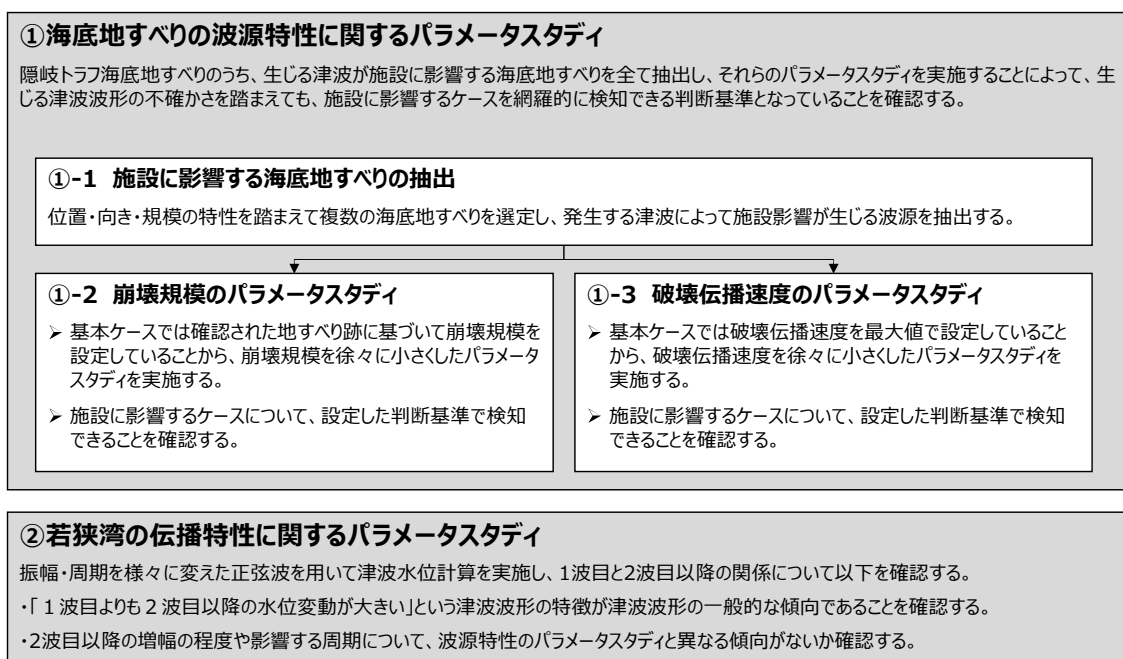 ①海底地すべりの波源特性に関するパラメータスタディ
隠岐トラフ海底地すべりのうち、生じる津波が施設に影響する海底地すべりを全て抽出し、それらのパラメータスタディを実施することによって、生
じる津波波形の不確かさを踏まえても、施設に影響するケースを網羅的に検知できる判断基準となっていることを確認する。
①-1 施設に影響する海底地すべりの抽出
位置・向き・規模の特性を踏まえて複数の海底地すべりを選定し、発生する津波によって施設影響が生じる波源を抽出する。
①-2 崩壊規模のパラメータスタディ
➢ 基本ケースでは確認された地すべり跡に基づいて崩壊規模を
設定していることから、崩壊規模を徐々に小さくしたパラメータ
スタディを実施する。
➢ 施設に影響するケースについて、設定した判断基準で検知
できることを確認する。
①-3 破壊伝播速度のパラメータスタディ
➢ 基本ケースでは破壊伝播速度を最大値で設定していること
から、破壊伝播速度を徐々に小さくしたパラメータスタディを
実施する。
➢ 施設に影響するケースについて、設定した判断基準で検知
できることを確認する。
②若狭湾の伝播特性に関するパラメータスタディ
振幅・周期を様々に変えた正弦波を用いて津波水位計算を実施し、1波目と2波目以降の関係について以下を確認する。
・「１波目よりも２波目以降の水位変動が大きい」という津波波形の特徴が津波波形の一般的な傾向であることを確認する。
・2波目以降の増幅の程度や影響する周期について、波源特性のパラメータスタディと異なる傾向がないか確認する。